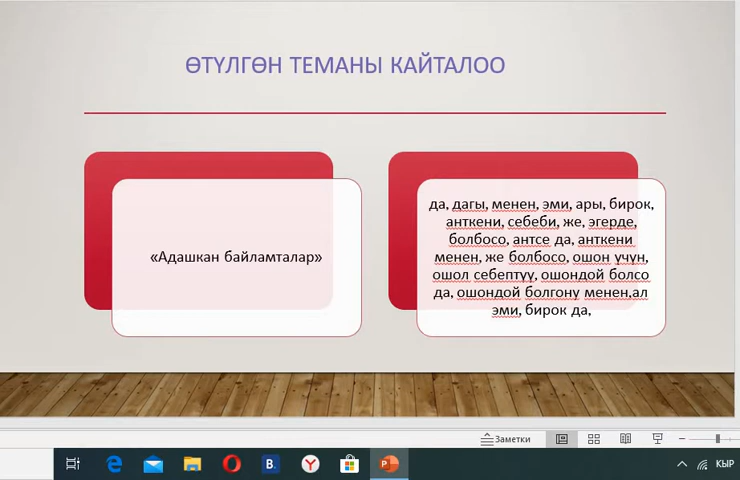 ӨТҮЛГӨН ТЕМАНЫ КАЙТАЛОО
«Адашкан байламталар»
да, дагы, менен, эми, ары, бирок,
анткени, себеби, же, эгерде,
болбосо, антсе да, анткени
менен, же болбосо, ошон үчүн,
ошол себептүү, ошондой болсо
да, ошондой болгону менен,ал
эми, бирок да,
Заметки
КЫР